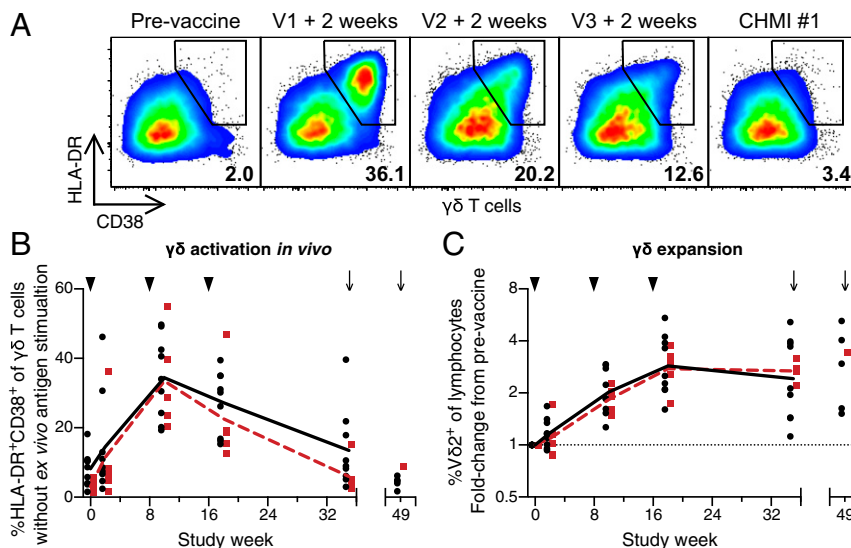 A
Pre-vaccine V1 + 2 weeks V2 + 2 weeks V3 + 2 weeks CHMI #1
HLA-DR
2.0 36.1 20.2 12.6 3.4
CD38
γδ T cells
B
γδ activation in vivo
%HLA-DR+CD38+ of γδ T cells
without ex vivo antigen stimualtion
60
40
20
0
0 8 16 24 32 49
Study week
C
γδ expansion
%Vδ2+ of lymphocytes
Fold-change from pre-vaccine
8
4
2
1
0.5
0 8 16 24 32 49
Study week